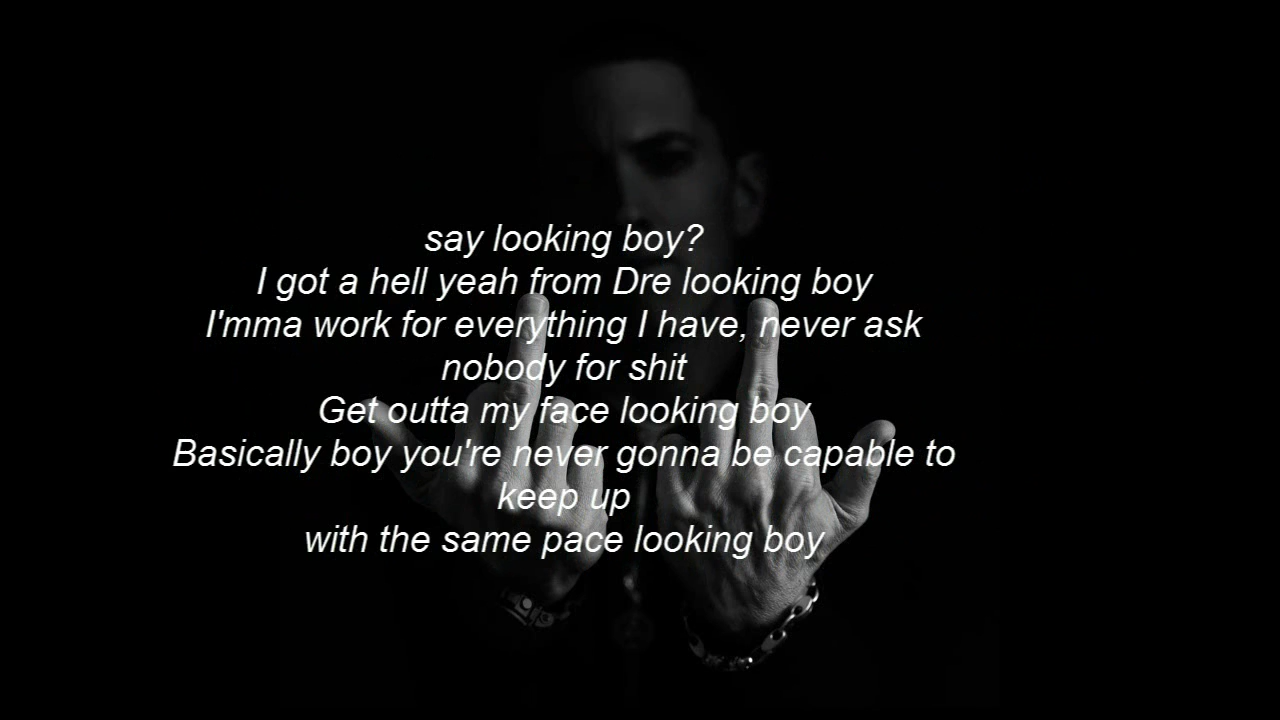 say looking boy?
I got a hell yeah from Dre looking boy
I'mma work for everything I have, never ask
nobody for shit
Get outta my face looking boy
Basically boy you're never gonna be capable to
keep up
with the same pace looking boy